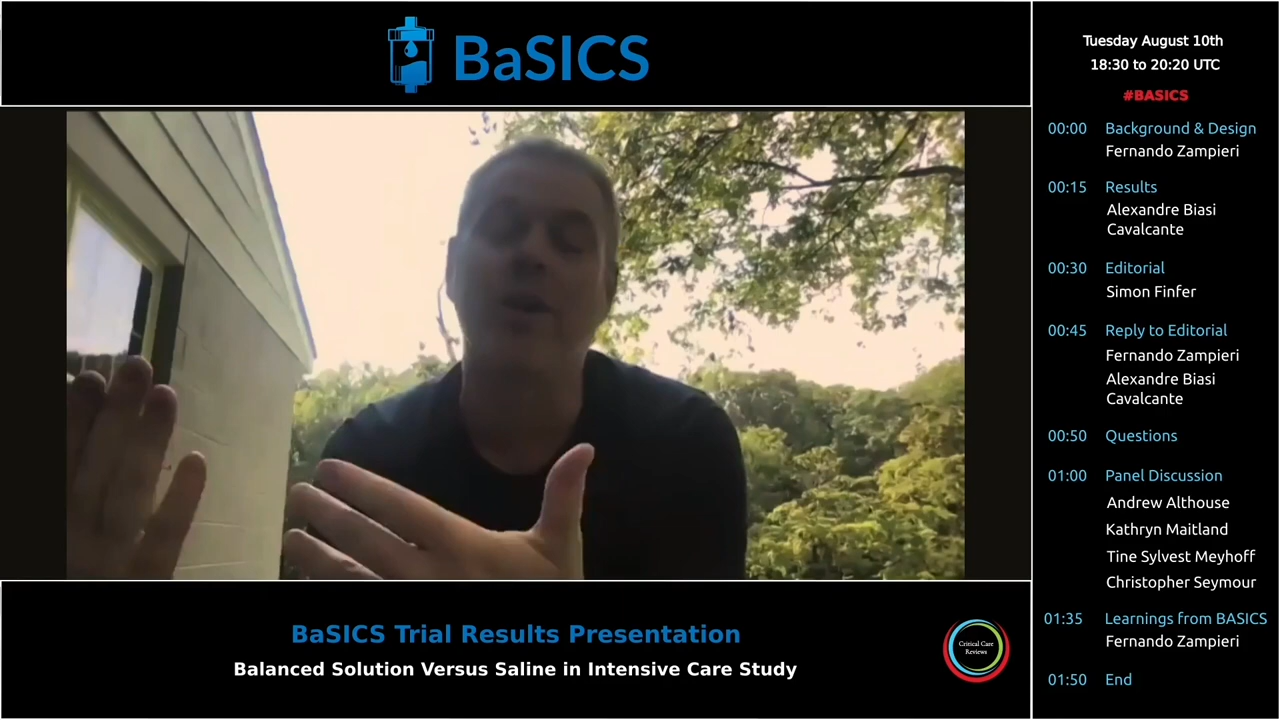 BaSICS
Tuesday August 10th
18:30 to 20:20 UTC
#BASICS
00:00 Background & Design
Fernando Zampieri
00:15 Results
Alexandre Biasi
Cavalcante
00:30 Editorial
Simon Finfer
00:45 Reply to Editorial
Fernando Zampieri
Alexandre Biasi
Cavalcante
00:50 Questions
01:00 Panel Discussion
Andrew Althouse
Kathryn Maitland
Tine Sylvest Meyhoff
Christopher Seymour
01:35 Learnings from BASICS
Fernando Zampieri
01:50 End
BaSICS Trial Results Presentation
Balanced Solution Versus Saline in Intensive Care Study
Critical Care
Reviews